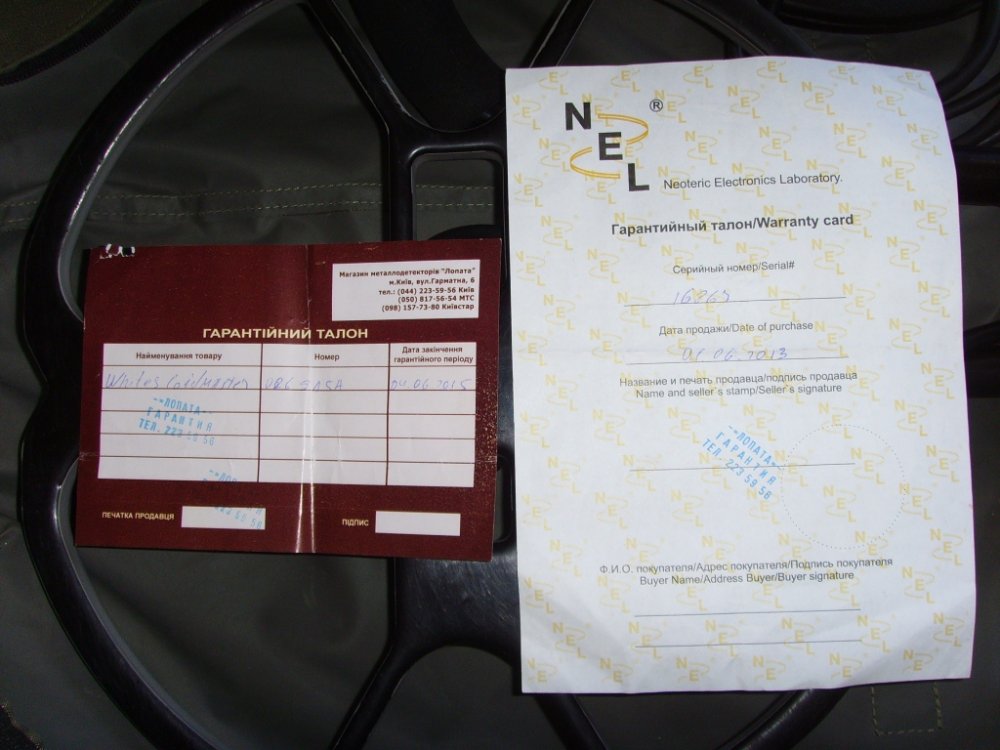 Магазин металлодетекторів "Лопата"
м.Київ, вул.Гарматна, 6
тел.: (044) 223-59-56 Київ
(050) 817-56-54 МТС
(098) 157-73-80 Київстар
ГАРАНТІЙНИЙ ТАЛОН
Найменування товару
Номер
Дата закінчення
гарантійного періоду
Whites Coinmaster
04.06.2015
-=ЛОПАТА=-
ГАРАНТИЯ
ТЕЛ. 223 59 56
ПЕЧАТКА ПРОДАВЦЯ
ПІДПИС
NEL ®
Neoteric Electronics Laboratory.
Гарантийный талон/Warranty card
Серийный номер/Serial#
Дата продажи/Date of purchase
06.2013
Название и печать продавца/подпись продавца
Name and seller`s stamp/Seller`s signature
-=ЛОПАТА=-
ГАРАНТИЯ
ТЕЛ. 223 59 56
Ф.И.О. покупателя/Адрес покупателя/Подпись покупателя
Buyer Name/Address Buyer/Buyer signature